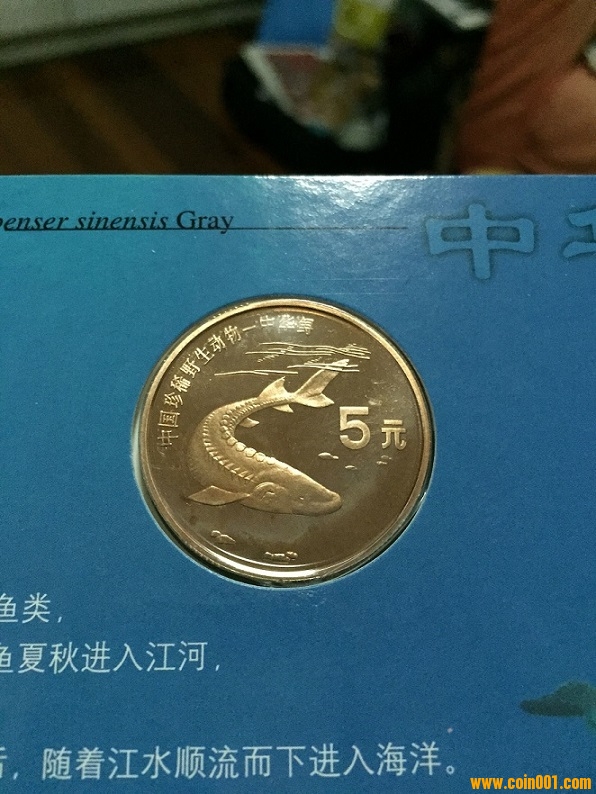 penser sinensis Gray
中华
中国珍稀野生动物—中华鲟
5元
鱼类，
鱼夏秋进入江河，
后，随着江水顺流而下进入海洋。
www.coin001.com